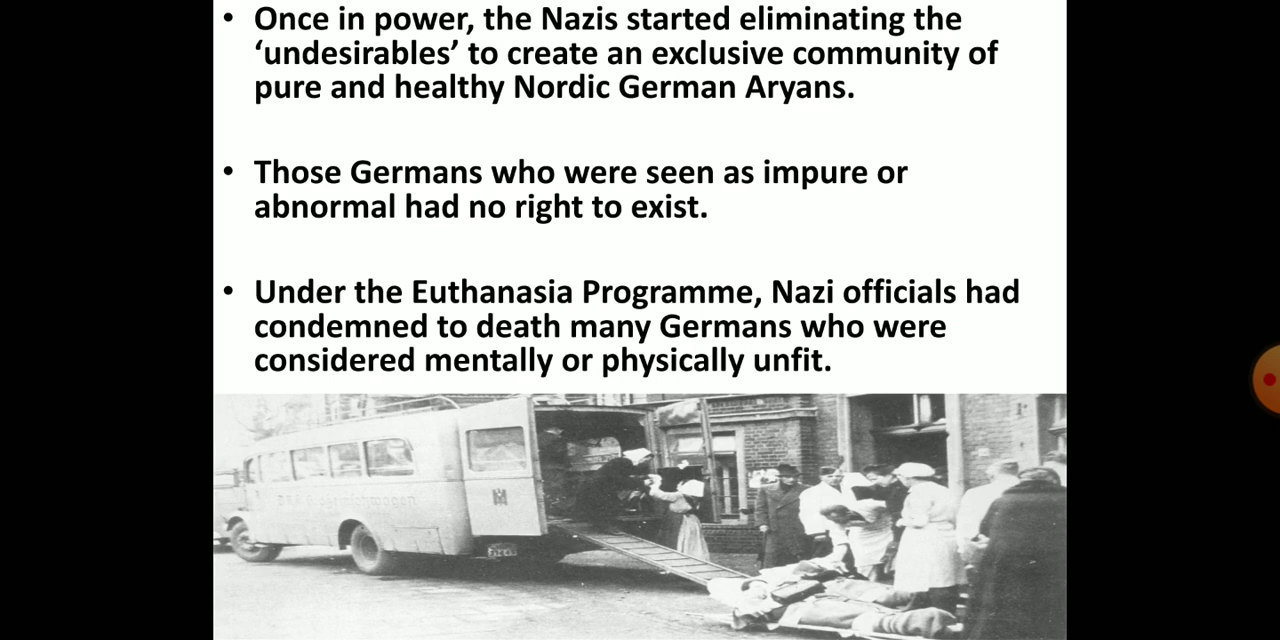 • Once in power, the Nazis started eliminating the
‘undesirables’ to create an exclusive community of
pure and healthy Nordic German Aryans.
• Those Germans who were seen as impure or
abnormal had no right to exist.
• Under the Euthanasia Programme, Nazi officials had
condemned to death many Germans who were
considered mentally or physically unfit.